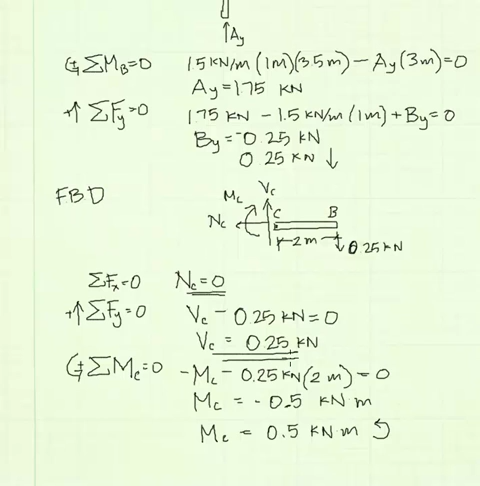 ↑Ay
↺+ ΣM_B=0 1.5 KN/m (1m)(3.5m) − Ay(3m)=0
Ay=1.75 KN
+↑ ΣFy=0 1.75 KN − 1.5 KN/m (1m) + By=0
By=-0.25 KN
0.25 KN ↓
FBD
Vc
Mc
Nc C B
2m
0.25 KN
ΣFx=0 Nc=0
+↑ ΣFy=0 Vc − 0.25 KN=0
Vc = 0.25 KN
↺+ ΣMc=0 -Mc − 0.25 KN(2 m)=0
Mc = -0.5 KN m
Mc = 0.5 KN m ↺